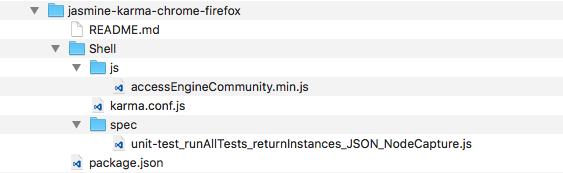 jasmine-karma-chrome-firefox
README.md
Shell
js
accessEngineCommunity.min.js
karma.conf.js
spec
unit-test_runAllTests_returnInstances_JSON_NodeCapture.js
package.json